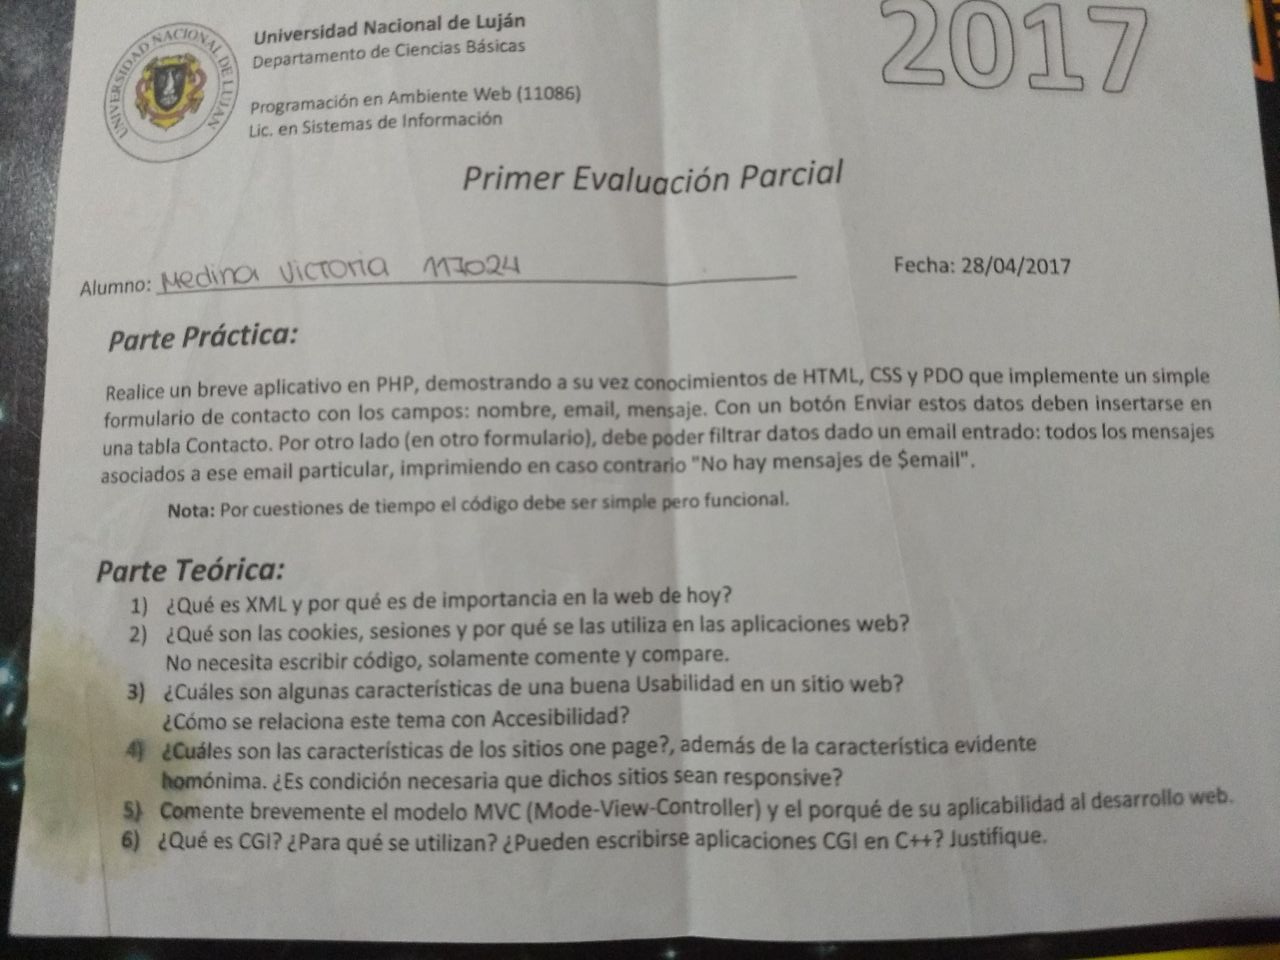 UNIVERSIDAD NACIONAL DE LUJÁN
Universidad Nacional de Luján
Departamento de Ciencias Básicas
2017
Programación en Ambiente Web (11086)
Lic. en Sistemas de Información
Primer Evaluación Parcial
Alumno: Medina Victoria 117024
Fecha: 28/04/2017
Parte Práctica:
Realice un breve aplicativo en PHP, demostrando a su vez conocimientos de HTML, CSS y PDO que implemente un simple
formulario de contacto con los campos: nombre, email, mensaje. Con un botón Enviar estos datos deben insertarse en
una tabla Contacto. Por otro lado (en otro formulario), debe poder filtrar datos dado un email entrado: todos los mensajes
asociados a ese email particular, imprimiendo en caso contrario "No hay mensajes de $email".
Nota: Por cuestiones de tiempo el código debe ser simple pero funcional.
Parte Teórica:
1) ¿Qué es XML y por qué es de importancia en la web de hoy?
2) ¿Qué son las cookies, sesiones y por qué se las utiliza en las aplicaciones web?
No necesita escribir código, solamente comente y compare.
3) ¿Cuáles son algunas características de una buena Usabilidad en un sitio web?
¿Cómo se relaciona este tema con Accesibilidad?
4) ¿Cuáles son las características de los sitios one page?, además de la característica evidente
homónima. ¿Es condición necesaria que dichos sitios sean responsive?
5) Comente brevemente el modelo MVC (Mode-View-Controller) y el porqué de su aplicabilidad al desarrollo web.
6) ¿Qué es CGI? ¿Para qué se utilizan? ¿Pueden escribirse aplicaciones CGI en C++? Justifique.